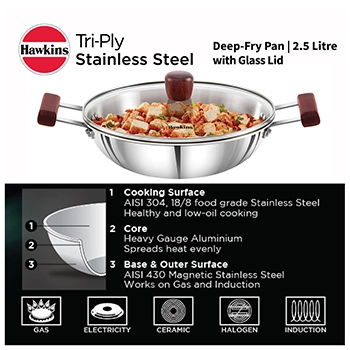 Hawkins
Tri-Ply
Stainless Steel
Deep-Fry Pan | 2.5 Litre
with Glass Lid
Hawkins
1 Cooking Surface
AISI 304, 18/8 food grade Stainless Steel
Healthy and low-oil cooking
2 Core
Heavy Gauge Aluminium
Spreads heat evenly
3 Base & Outer Surface
AISI 430 Magnetic Stainless Steel
Works on Gas and Induction
1
2
3
GAS
ELECTRICITY
CERAMIC
HALOGEN
INDUCTION